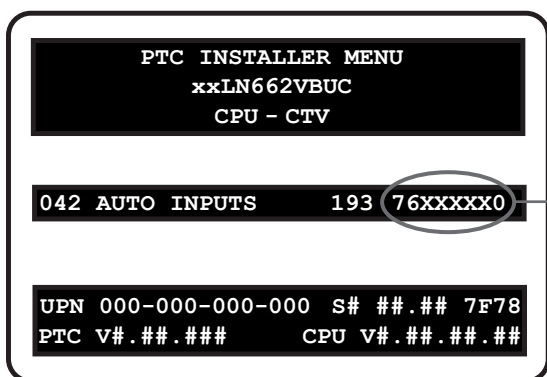 PTC INSTALLER MENU
xxLN662VBUC
CPU - CTV
042 AUTO INPUTS 193 76XXXXX0
UPN 000-000-000-000 S# ##.## 7F78
PTC V#.##.### CPU V#.##.##.##